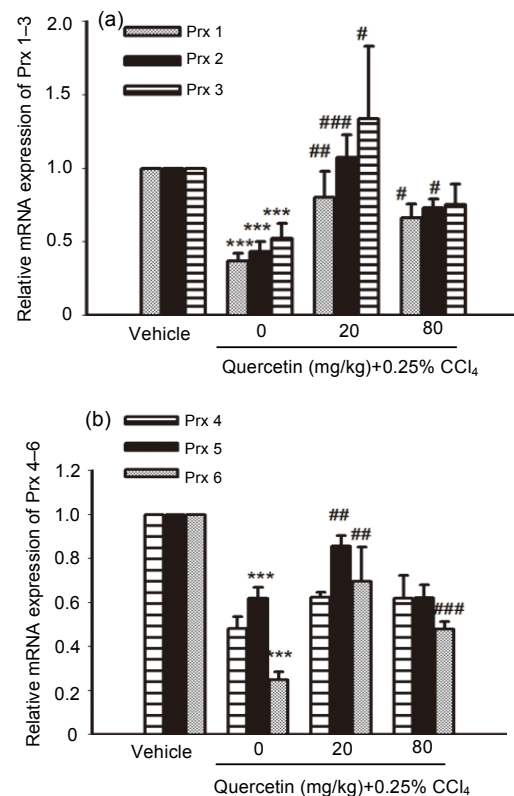 (a)
Prx 1
Prx 2
Prx 3
Relative mRNA expression of Prx 1–3
2.0
1.5
1.0
0.5
0
#
###
##
***
***
***
#
#
Vehicle
0
20
80
Quercetin (mg/kg)+0.25% CCl₄
(b)
Prx 4
Prx 5
Prx 6
Relative mRNA expression of Prx 4–6
1.2
1.0
0.8
0.6
0.4
0.2
0
***
***
##
##
###
Vehicle
0
20
80
Quercetin (mg/kg)+0.25% CCl₄